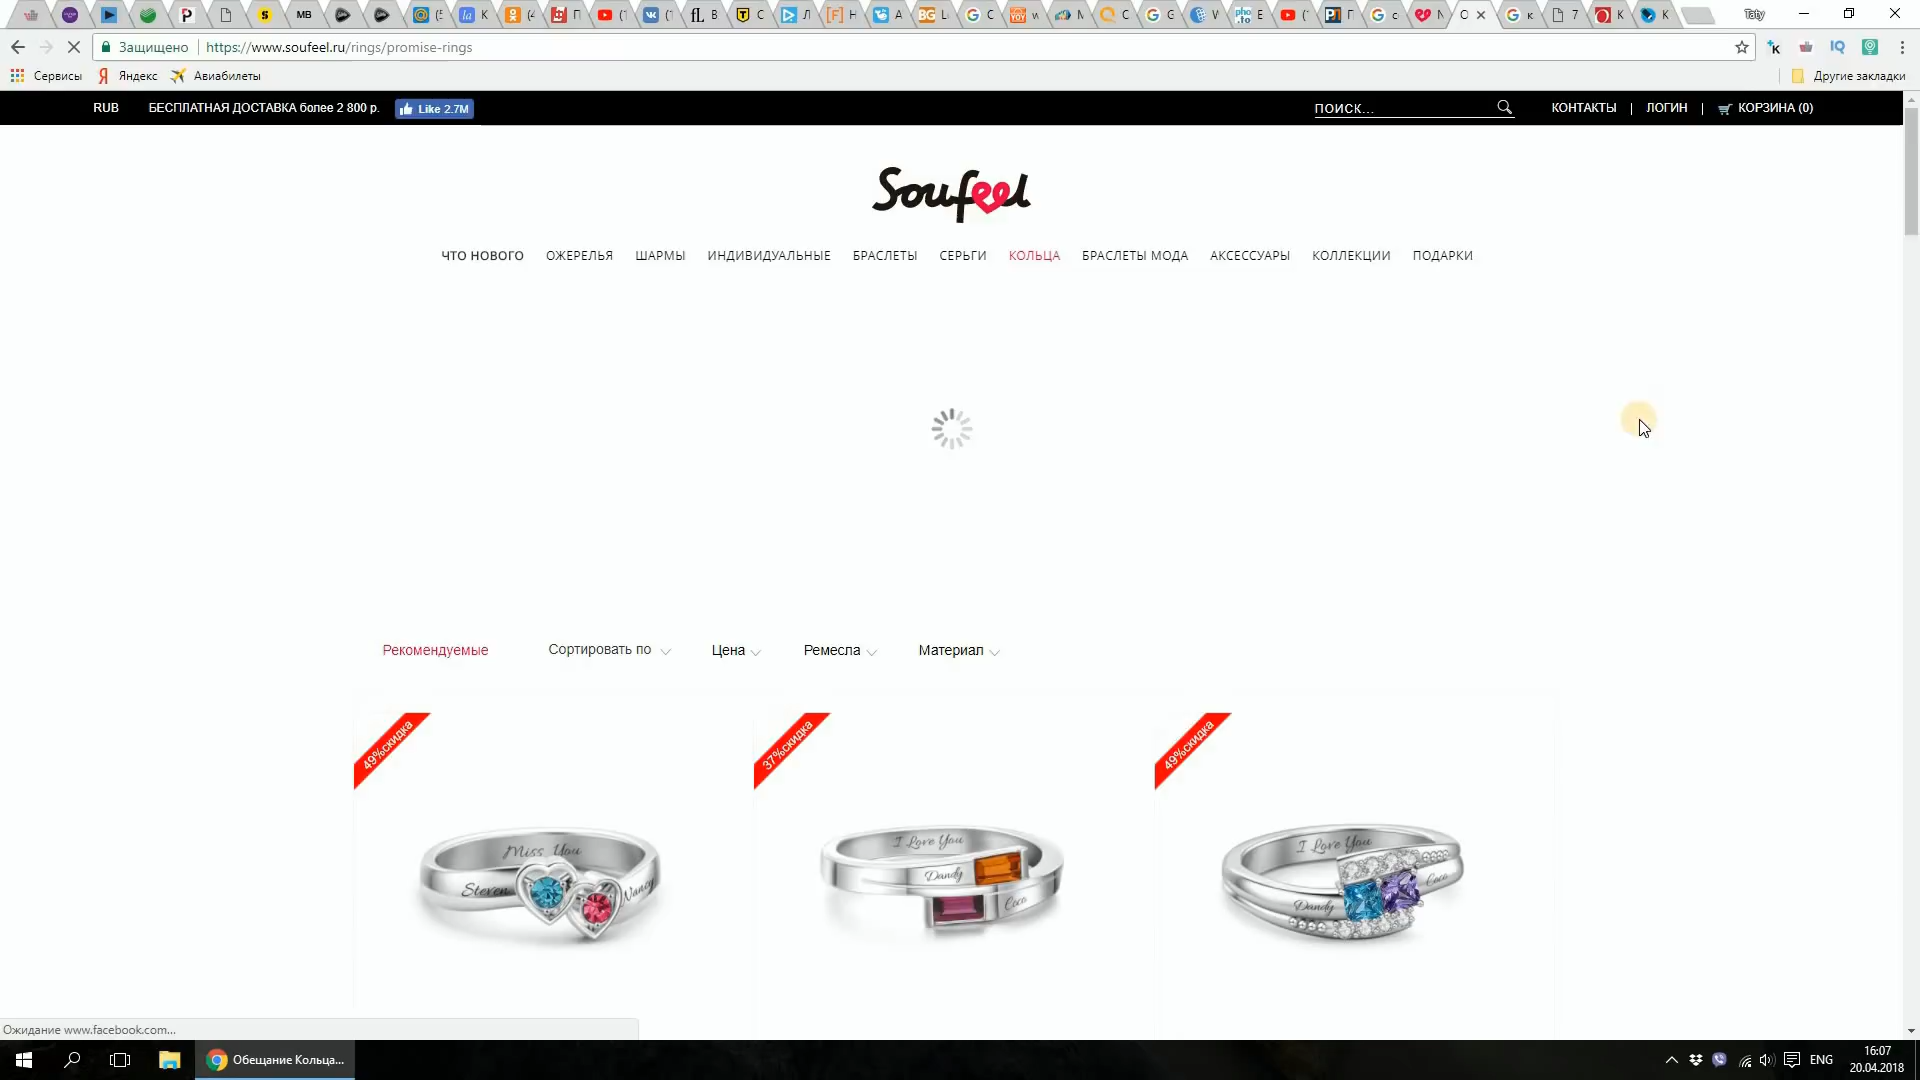 Taty
Защищено https://www.soufeel.ru/rings/promise-rings
Сервисы Яндекс Авиабилеты Другие закладки
RUB БЕСПЛАТНАЯ ДОСТАВКА более 2 800 р. Like 2.7M ПОИСК... КОНТАКТЫ | ЛОГИН | КОРЗИНА (0)
Soufeel
ЧТО НОВОГО ОЖЕРЕЛЬЯ ШАРМЫ ИНДИВИДУАЛЬНЫЕ БРАСЛЕТЫ СЕРЬГИ КОЛЬЦА БРАСЛЕТЫ МОДА АКСЕССУАРЫ КОЛЛЕКЦИИ ПОДАРКИ
Рекомендуемые Сортировать по Цена Ремесла Материал
49%скидка 37%скидка 49%скидка
Miss You I Love You I Love You
Steven Nancy Dandy Coco Dandy Coco
Ожидание www.facebook.com...
Обещание Кольца... ENG 16:07
20.04.2018